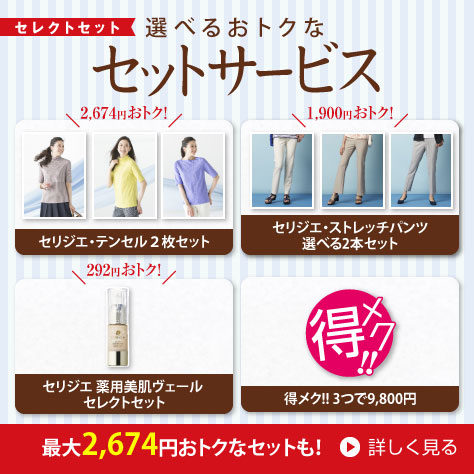 セレクトセット
選べるおトクな
セットサービス
2,674円おトク!
1,900円おトク!
セリジエ・テンセル２枚セット
セリジエ・ストレッチパンツ
選べる2本セット
292円おトク!
セリジエ 薬用美肌ヴェール
セレクトセット
得メク!!
得メク!! 3つで9,800円
最大2,674円おトクなセットも!
詳しく見る